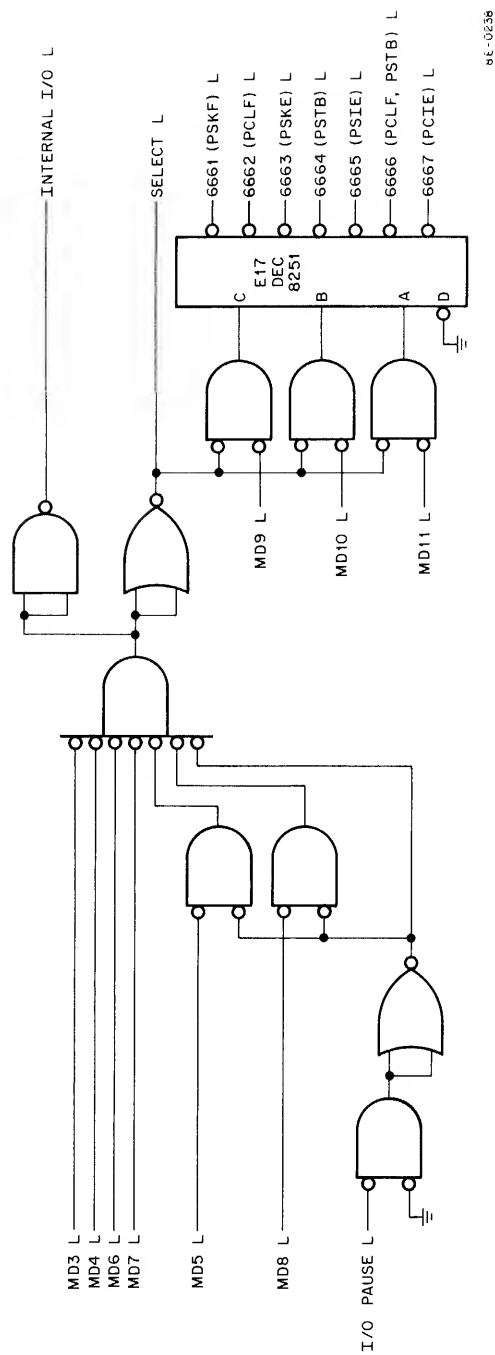 INTERNAL I/O L
SELECT L
MD3 L
MD4 L
MD6 L
MD7 L
MD5 L
MD8 L
I/O PAUSE L
MD9 L
MD10 L
MD11 L
E17
DEC
8251
C
B
A
D
6661 (PSKF) L
6662 (PCLF) L
6663 (PSKE) L
6664 (PSTB) L
6665 (PSIE) L
6666 (PCLF, PSTB) L
6667 (PCIE) L
8E-0238